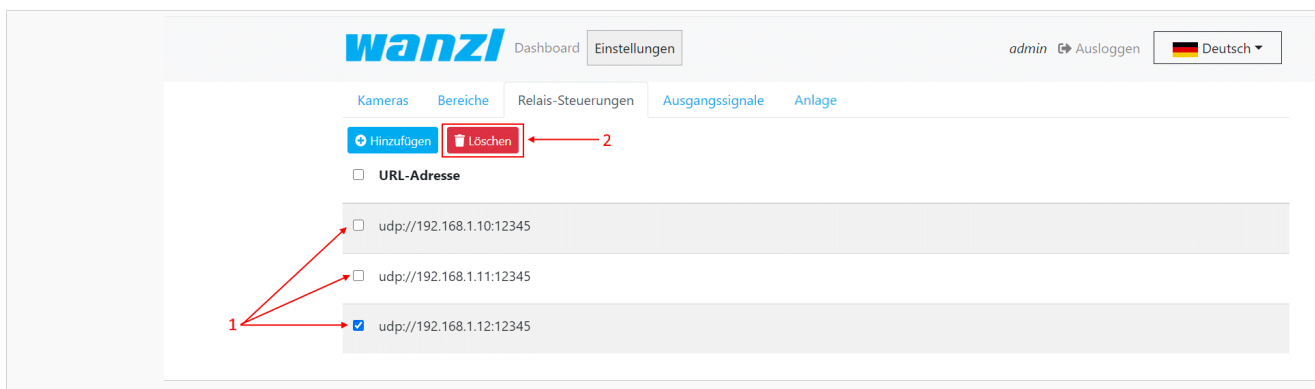 wanzl Dashboard Einstellungen admin Ausloggen Deutsch
Kameras Bereiche Relais-Steuerungen Ausgangssignale Anlage
Hinzufügen Löschen 2
URL-Adresse
udp://192.168.1.10:12345
udp://192.168.1.11:12345
1 udp://192.168.1.12:12345